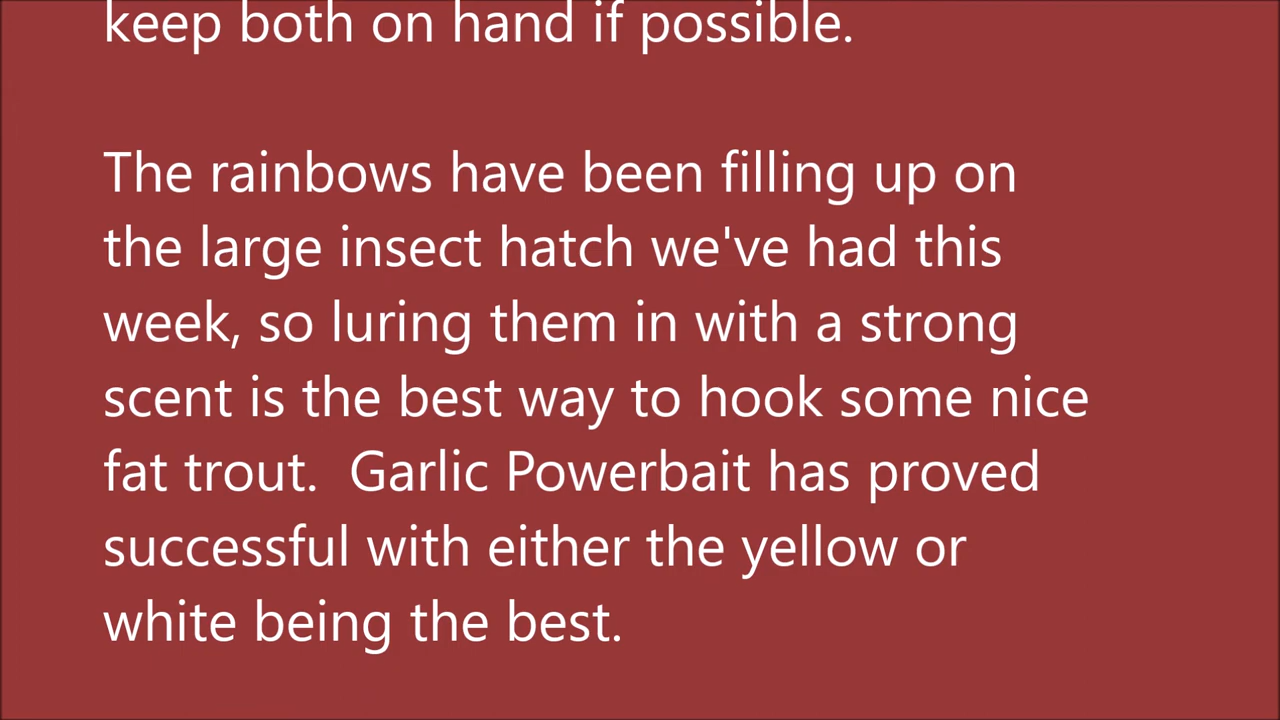 keep both on hand if possible.
The rainbows have been filling up on
the large insect hatch we've had this
week, so luring them in with a strong
scent is the best way to hook some nice
fat trout.  Garlic Powerbait has proved
successful with either the yellow or
white being the best.